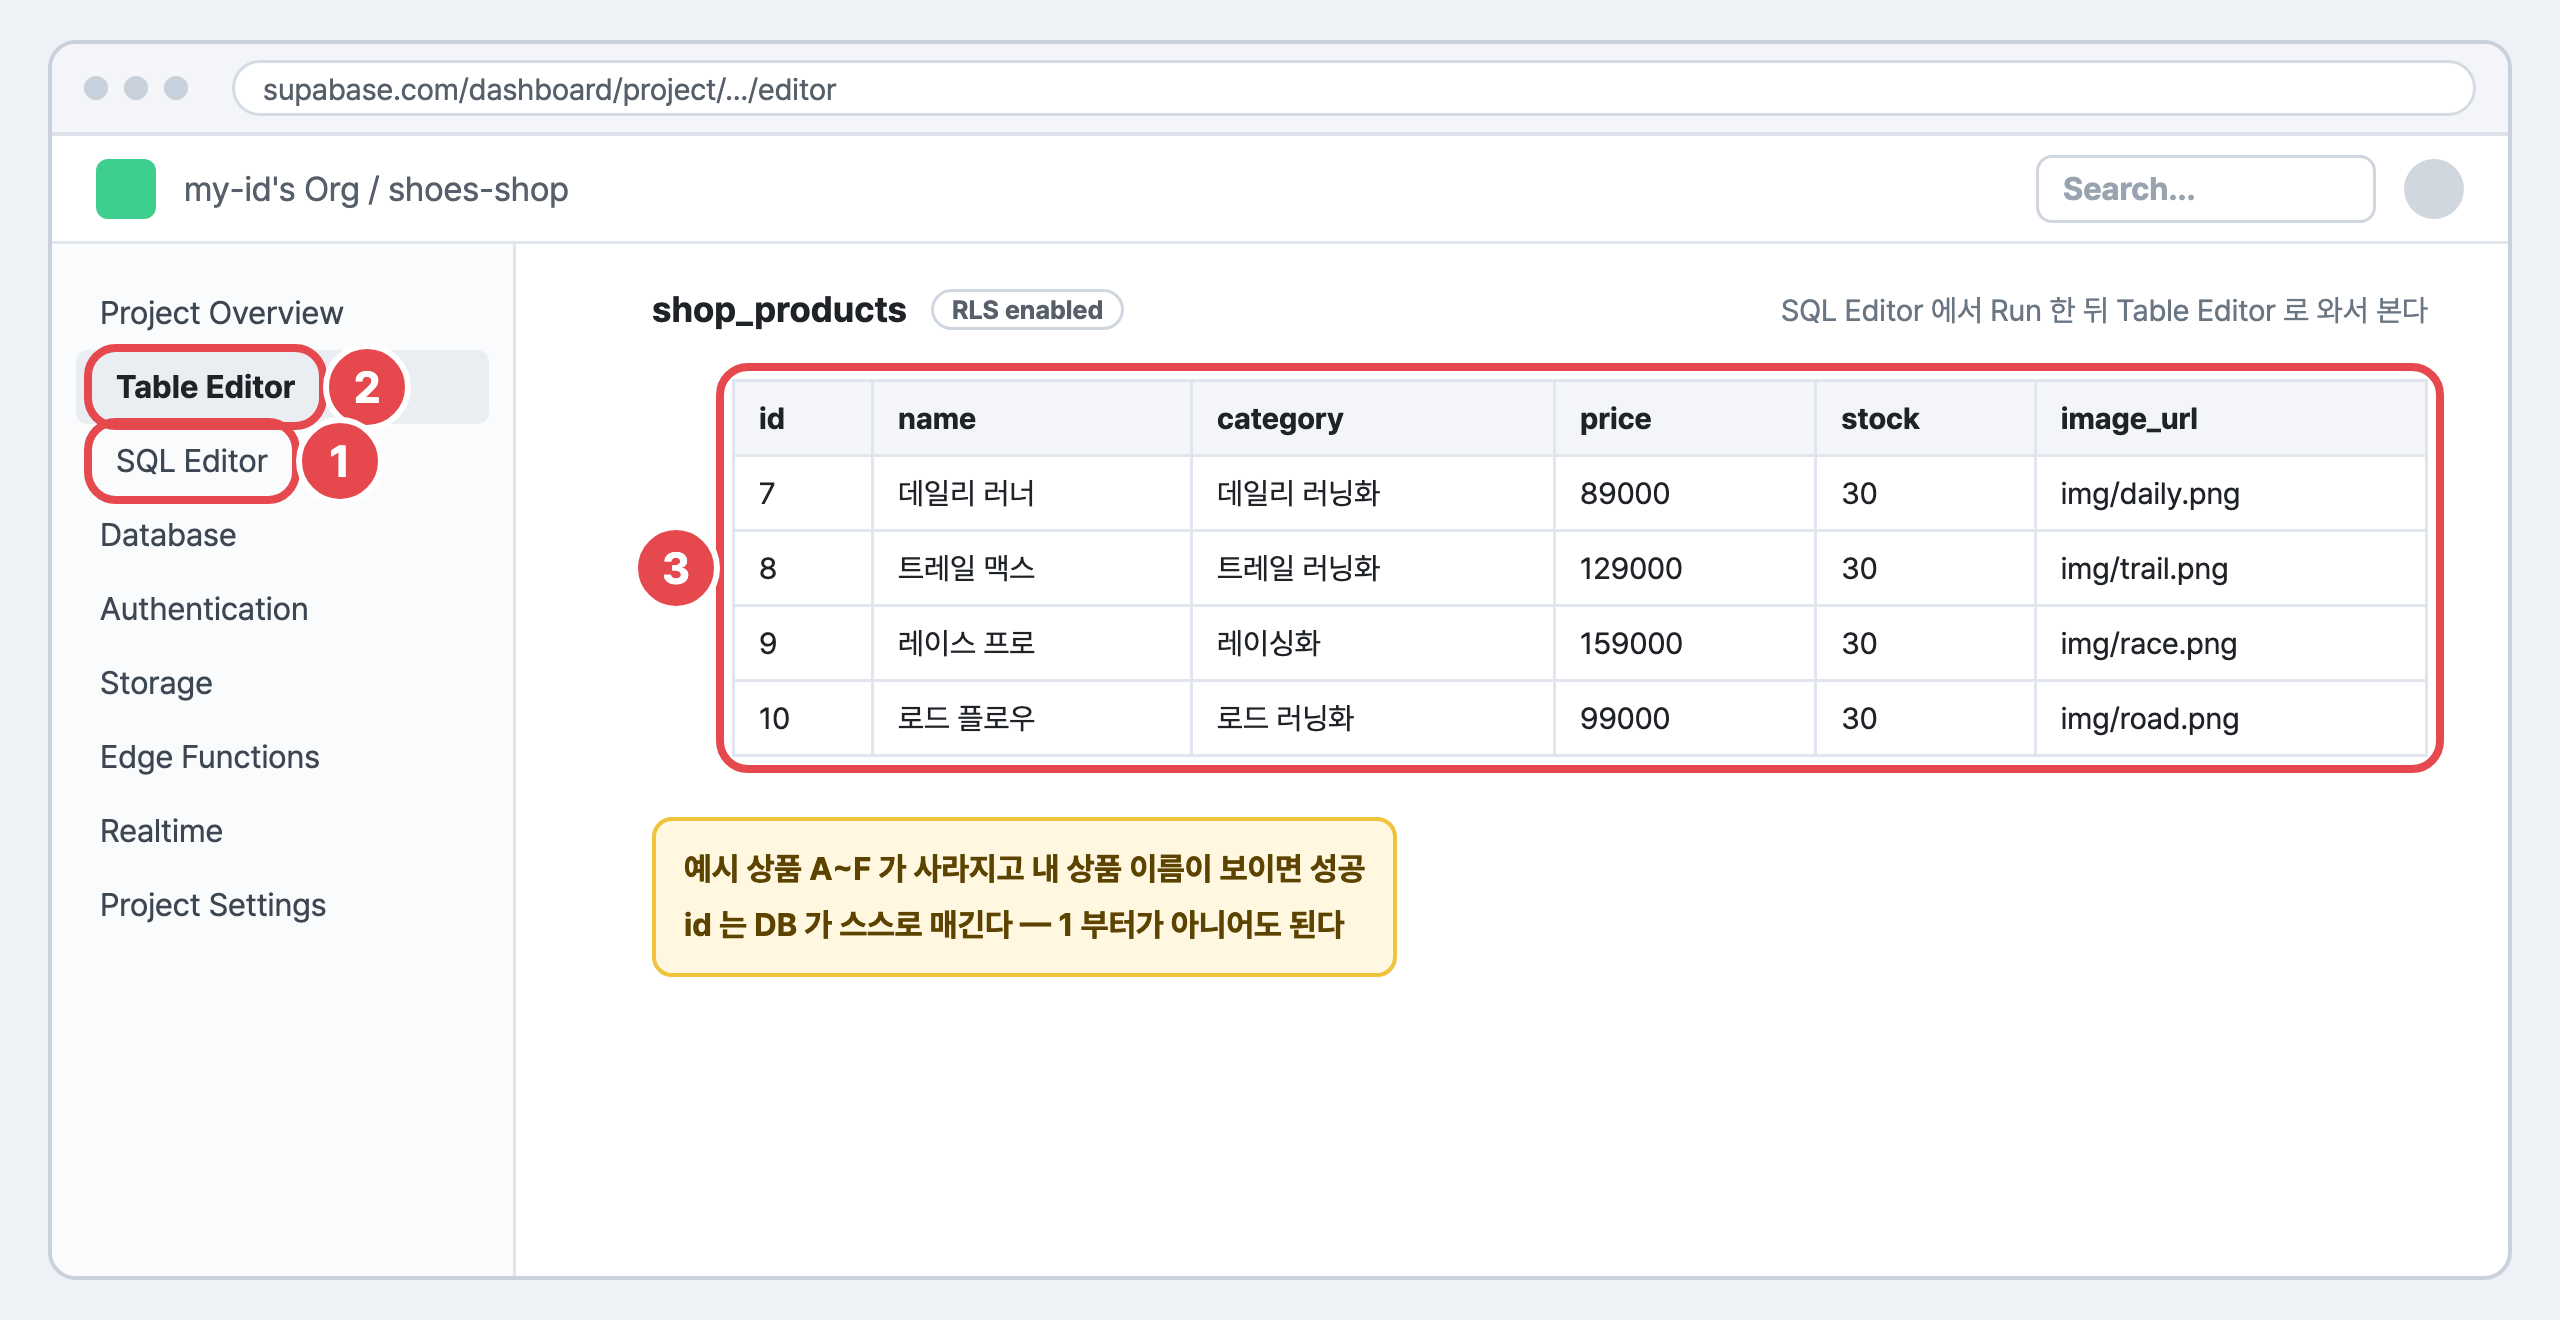 supabase.com/dashboard/project/.../editor
my-id's Org / shoes-shop
Search...
Project Overview
Table Editor
2
SQL Editor
1
Database
Authentication
Storage
Edge Functions
Realtime
Project Settings
shop_products
RLS enabled
SQL Editor 에서 Run 한 뒤 Table Editor 로 와서 본다
3
id name category price stock image_url
7 데일리 러너 데일리 러닝화 89000 30 img/daily.png
8 트레일 맥스 트레일 러닝화 129000 30 img/trail.png
9 레이스 프로 레이싱화 159000 30 img/race.png
10 로드 플로우 로드 러닝화 99000 30 img/road.png
예시 상품 A~F 가 사라지고 내 상품 이름이 보이면 성공
id 는 DB 가 스스로 매긴다 — 1 부터가 아니어도 된다